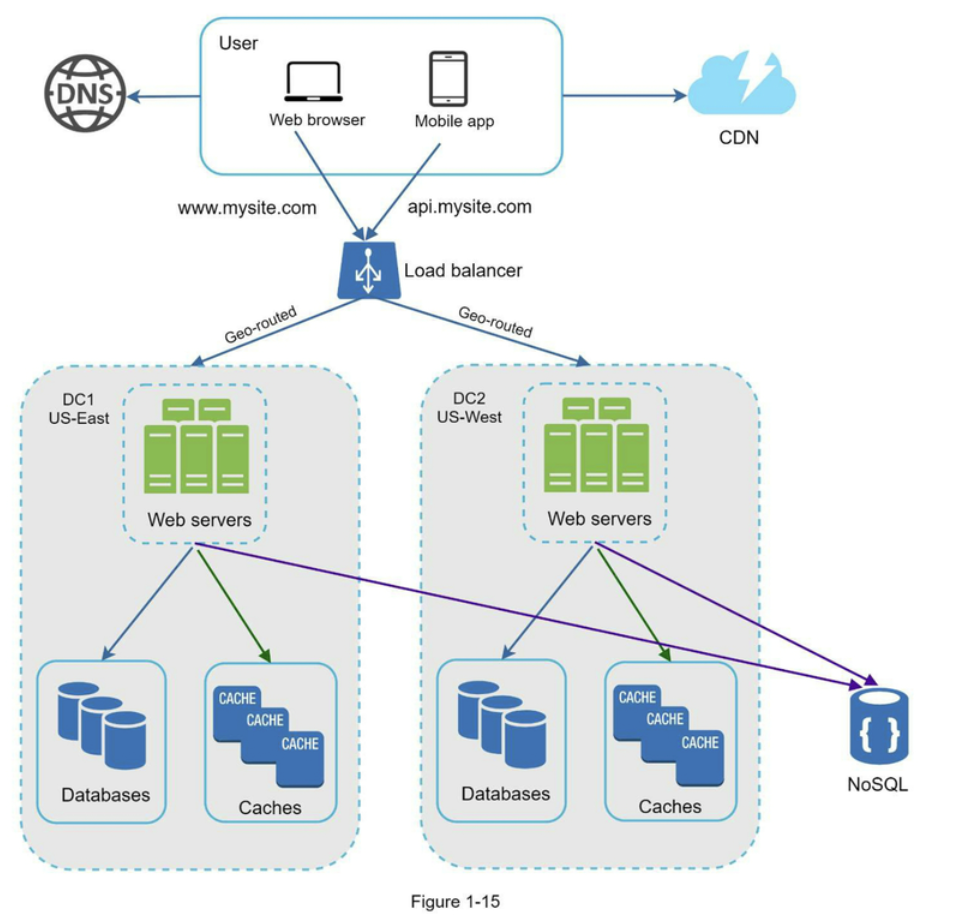 User
DNS
Web browser
Mobile app
CDN
www.mysite.com
api.mysite.com
Load balancer
Geo-routed
Geo-routed
DC1
US-East
DC2
US-West
Web servers
Web servers
CACHE
CACHE
CACHE
CACHE
CACHE
CACHE
{ }
Databases
Caches
Databases
Caches
NoSQL
Figure 1-15